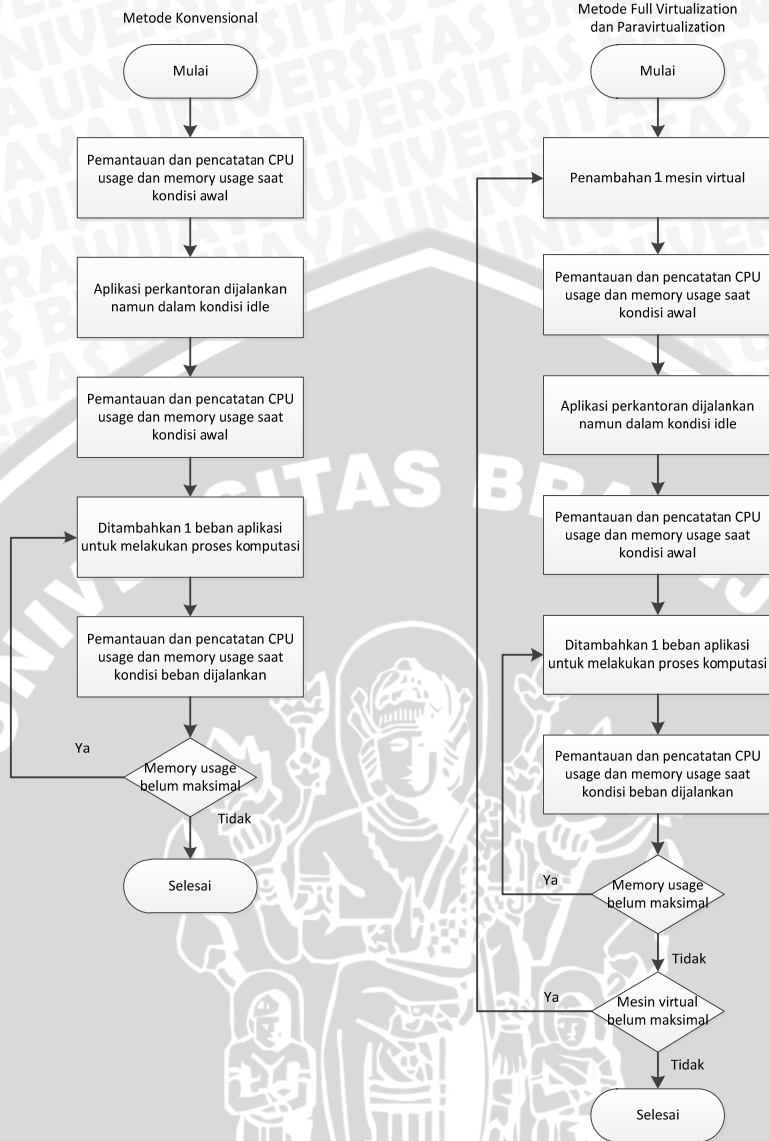 Metode Konvensional
Mulai
Pemantauan dan pencatatan CPU
usage dan memory usage saat
kondisi awal
Aplikasi perkantoran dijalankan
namun dalam kondisi idle
Pemantauan dan pencatatan CPU
usage dan memory usage saat
kondisi awal
Ditambahkan 1 beban aplikasi
untuk melakukan proses komputasi
Pemantauan dan pencatatan CPU
usage dan memory usage saat
kondisi beban dijalankan
Ya
Memory usage
belum maksimal
Tidak
Selesai
Metode Full Virtualization
dan Paravirtualization
Mulai
Penambahan 1 mesin virtual
Pemantauan dan pencatatan CPU
usage dan memory usage saat
kondisi awal
Aplikasi perkantoran dijalankan
namun dalam kondisi idle
Pemantauan dan pencatatan CPU
usage dan memory usage saat
kondisi awal
Ditambahkan 1 beban aplikasi
untuk melakukan proses komputasi
Pemantauan dan pencatatan CPU
usage dan memory usage saat
kondisi beban dijalankan
Ya
Memory usage
belum maksimal
Tidak
Ya
Mesin virtual
belum maksimal
Tidak
Selesai